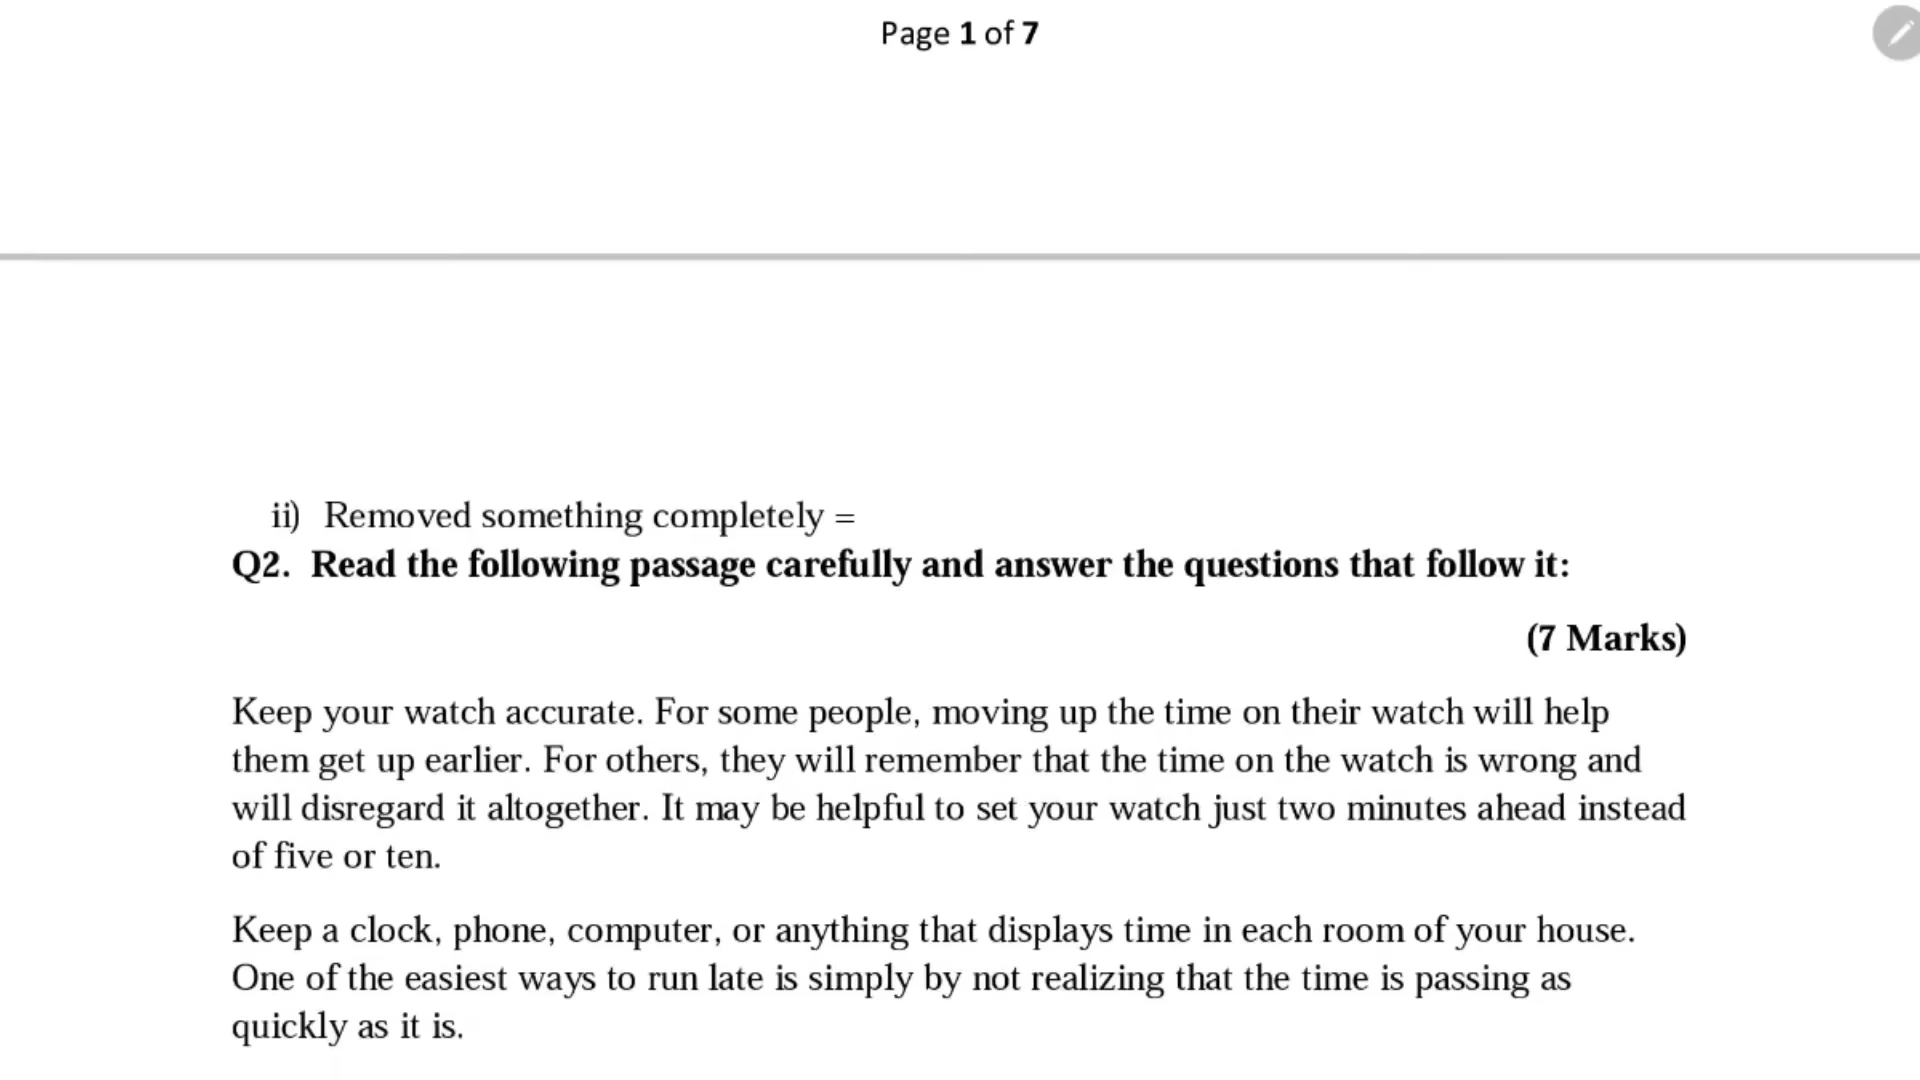 Page 1 of 7
ii) Removed something completely =
Q2. Read the following passage carefully and answer the questions that follow it:
(7 Marks)
Keep your watch accurate. For some people, moving up the time on their watch will help
them get up earlier. For others, they will remember that the time on the watch is wrong and
will disregard it altogether. It may be helpful to set your watch just two minutes ahead instead
of five or ten.
Keep a clock, phone, computer, or anything that displays time in each room of your house.
One of the easiest ways to run late is simply by not realizing that the time is passing as
quickly as it is.